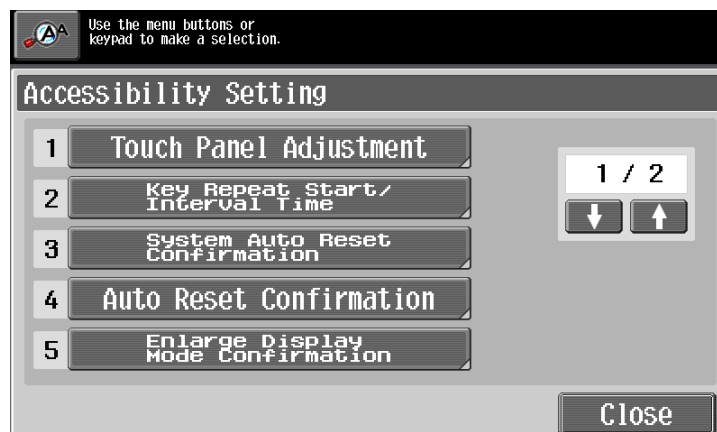 Use the menu buttons or
keypad to make a selection.
Accessibility Setting
1 Touch Panel Adjustment
2 Key Repeat Start/
Interval Time
3 System Auto Reset
Confirmation
4 Auto Reset Confirmation
5 Enlarge Display
Mode Confirmation
1 / 2
Close